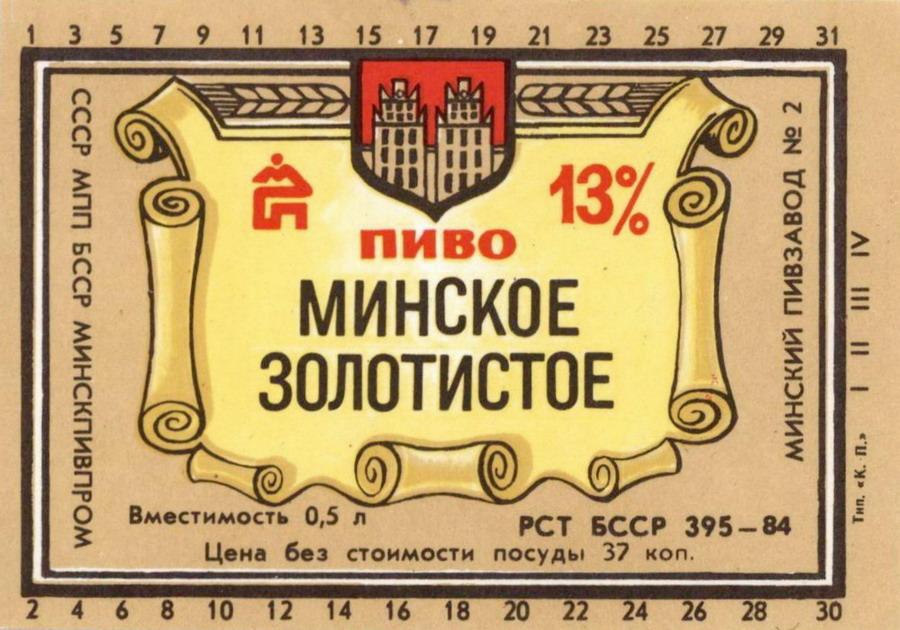 1 3 5 7 9 11 13 15 17 19 21 23 25 27 29 31
СССР МПП БССР МИНСКПИВПРОМ
13%
ПИВО
МИНСКОЕ
ЗОЛОТИСТОЕ
МИНСКИЙ ПИВЗАВОД № 2
I II III IV
Тип. «К. П.»
Вместимость 0,5 л
РСТ БССР 395—84
Цена без стоимости посуды 37 коп.
2 4 6 8 10 12 14 16 18 20 22 24 26 28 30